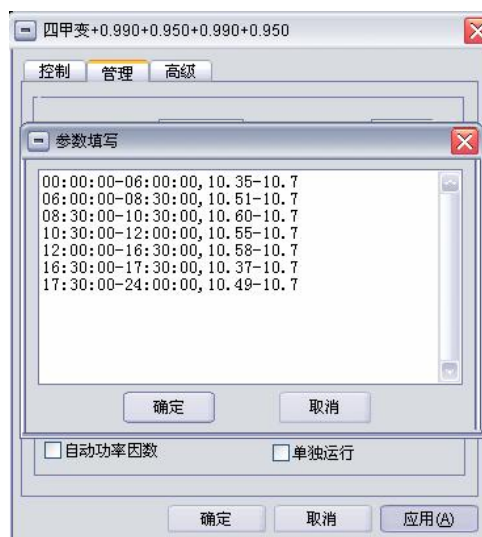 四甲变+0.990+0.950+0.990+0.950
控制 管理 高级
参数填写
00:00:00-06:00:00,10.35-10.7
06:00:00-08:30:00,10.51-10.7
08:30:00-10:30:00,10.60-10.7
10:30:00-12:00:00,10.55-10.7
12:00:00-16:30:00,10.58-10.7
16:30:00-17:30:00,10.37-10.7
17:30:00-24:00:00,10.49-10.7
确定 取消
自动功率因数 单独运行
确定 取消 应用(A)